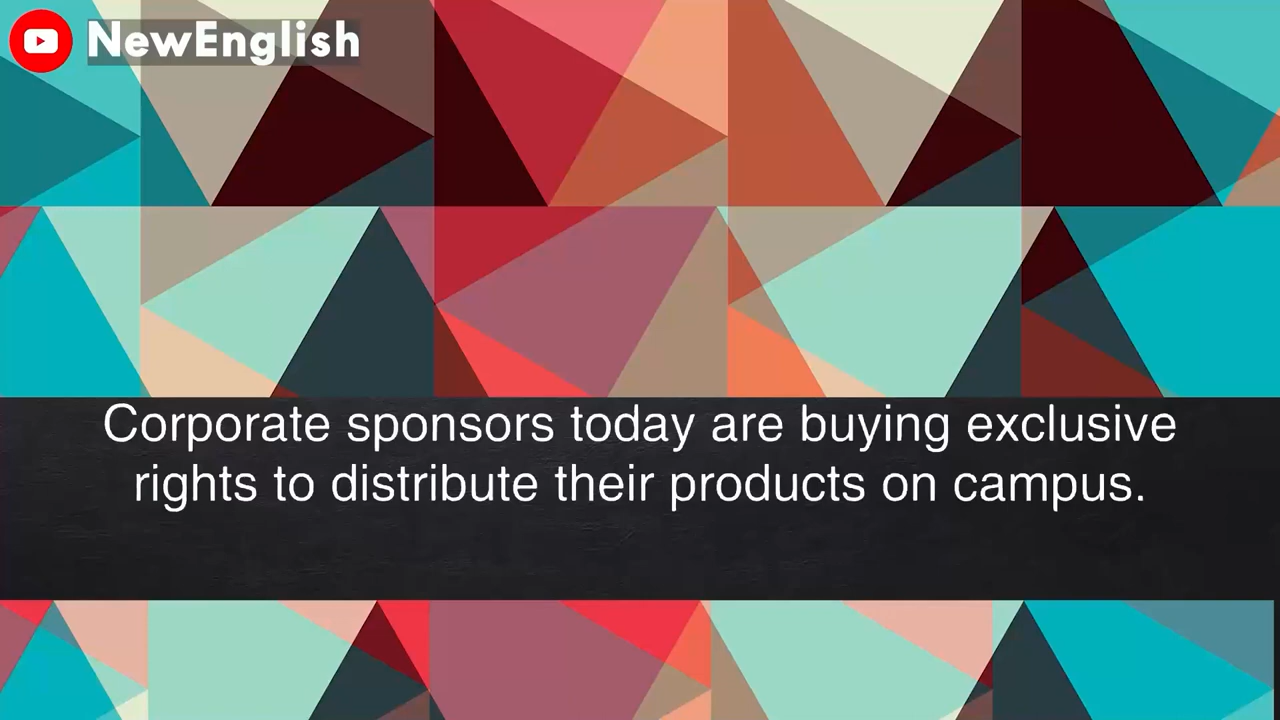 NewEnglish
Corporate sponsors today are buying exclusive
rights to distribute their products on campus.